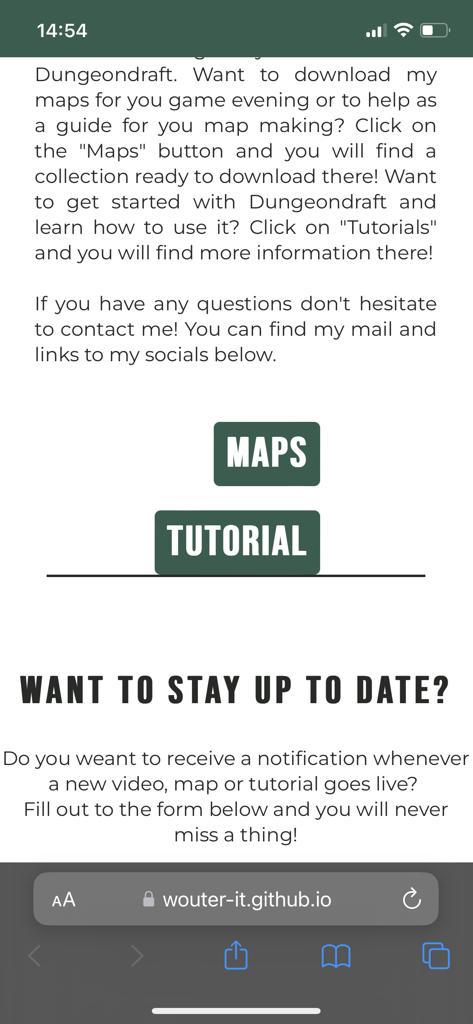 14:54
Dungeondraft. Want to download my
maps for you game evening or to help as
a guide for you map making? Click on
the "Maps" button and you will find a
collection ready to download there! Want
to get started with Dungeondraft and
learn how to use it? Click on "Tutorials"
and you will find more information there!
If you have any questions don't hesitate
to contact me! You can find my mail and
links to my socials below.
MAPS
TUTORIAL
WANT TO STAY UP TO DATE?
Do you weant to receive a notification whenever
a new video, map or tutorial goes live?
Fill out to the form below and you will never
miss a thing!
AA wouter-it.github.io